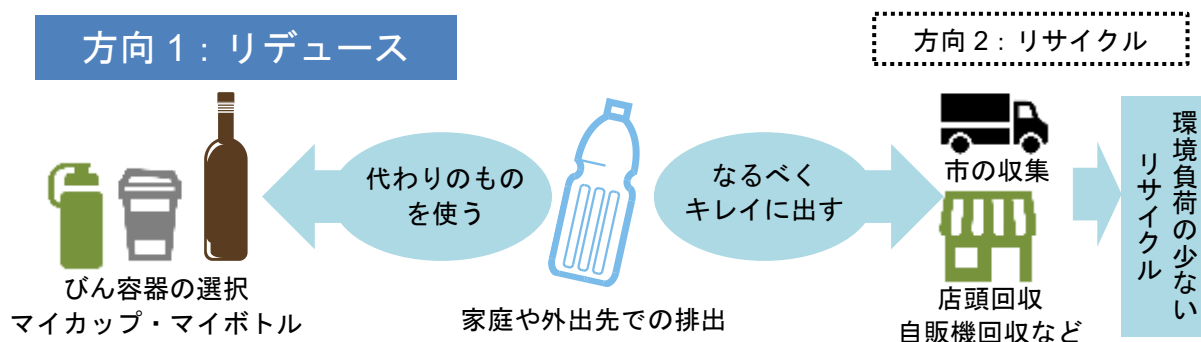 方向1：リデュース
方向2：リサイクル
代わりのもの
を使う
なるべく
キレイに出す
市の収集
びん容器の選択
マイカップ・マイボトル
家庭や外出先での排出
店頭回収
自販機回収など
環境負荷の少ない
リサイクル